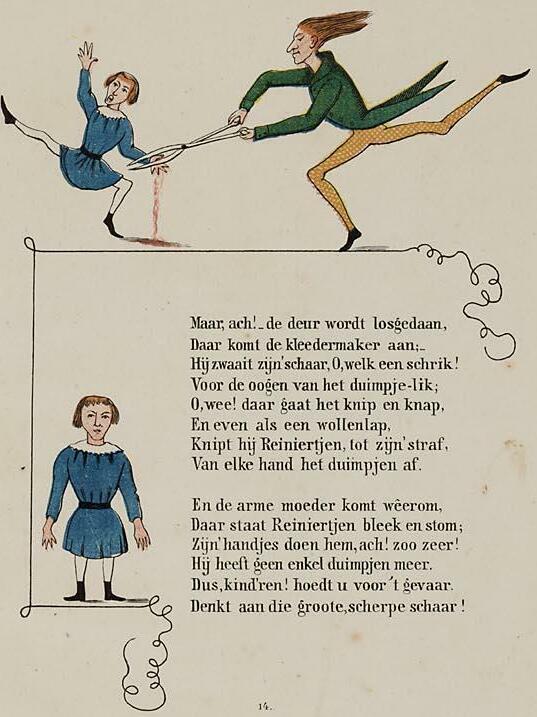 Maar, ach!_ de deur wordt losgedaan,
Daar komt de kleedermaker aan;_
Hij zwaait zijn'schaar, O, welk een schrik!
Voor de oogen van het duimpje-lik;
O, wee! daar gaat het knip en knap,
En even als een wollenlap,
Knipt hij Reiniertjen, tot zijn'straf,
Van elke hand het duimpjen af.
En de arme moeder komt wêerom,
Daar staat Reiniertjen bleek en stom;
Zijn'handjes doen hem, ach! zoo zeer!
Hij heeft geen enkel duimpjen meer.
Dus, kind'ren! hoedt u voor 't gevaar.
Denkt aan die groote, scherpe schaar!
14.